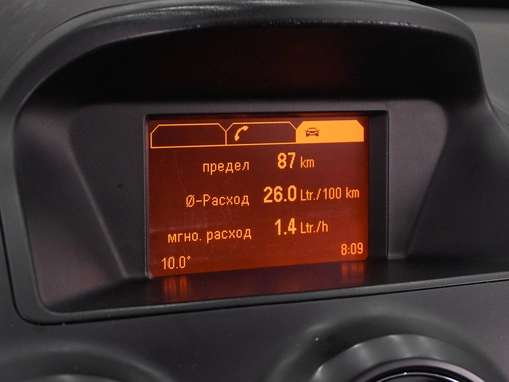 предел 87 km
Ø-Расход 26.0 Ltr./100 km
мгно. расход 1.4 Ltr./h
10.0° 8:09